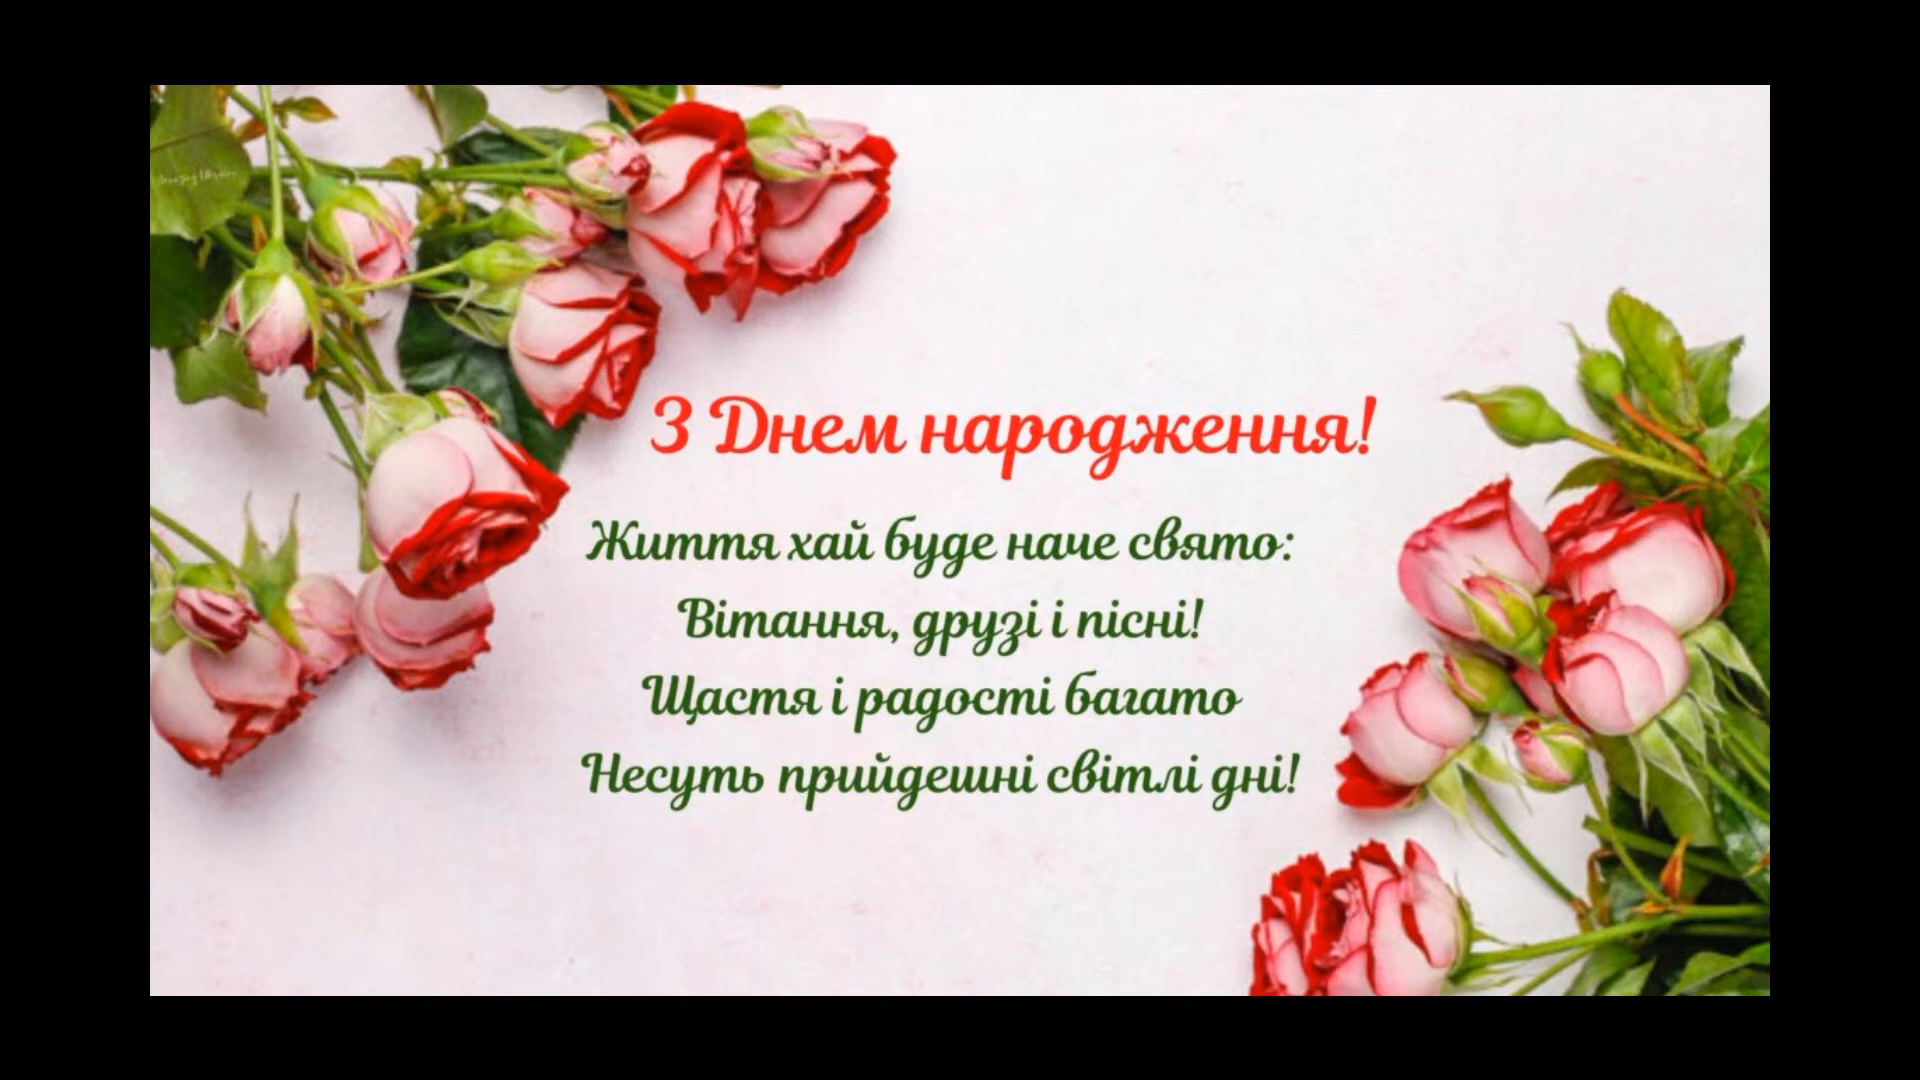 З Днем народження!
Життя хай буде наче свято:
Вітання, друзі і пісні!
Щастя і радості багато
Несуть прийдешні світлі дні!